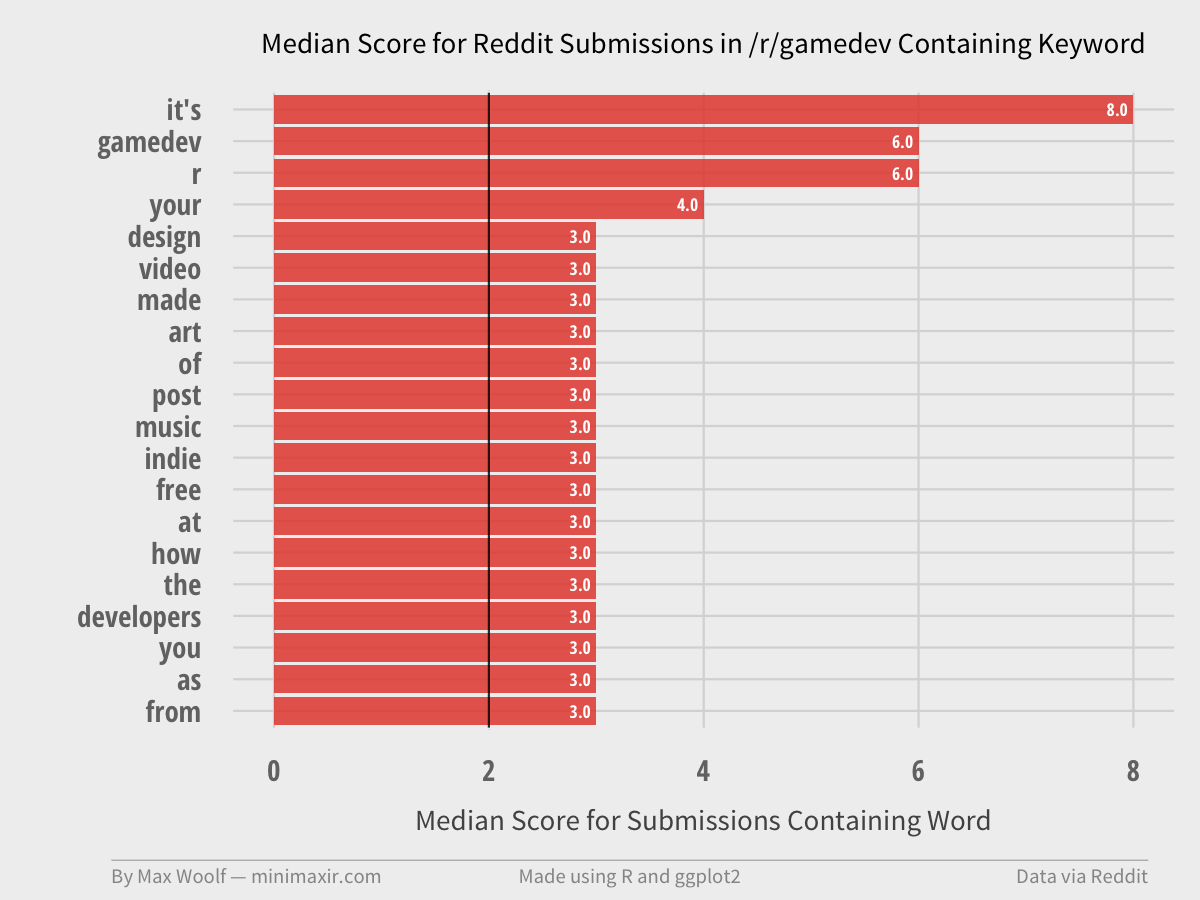 Median Score for Reddit Submissions in /r/gamedev Containing Keyword
it's 8.0
gamedev 6.0
r 6.0
your 4.0
design 3.0
video 3.0
made 3.0
art 3.0
of 3.0
post 3.0
music 3.0
indie 3.0
free 3.0
at 3.0
how 3.0
the 3.0
developers 3.0
you 3.0
as 3.0
from 3.0
0 2 4 6 8
Median Score for Submissions Containing Word
By Max Woolf — minimaxir.com Made using R and ggplot2 Data via Reddit